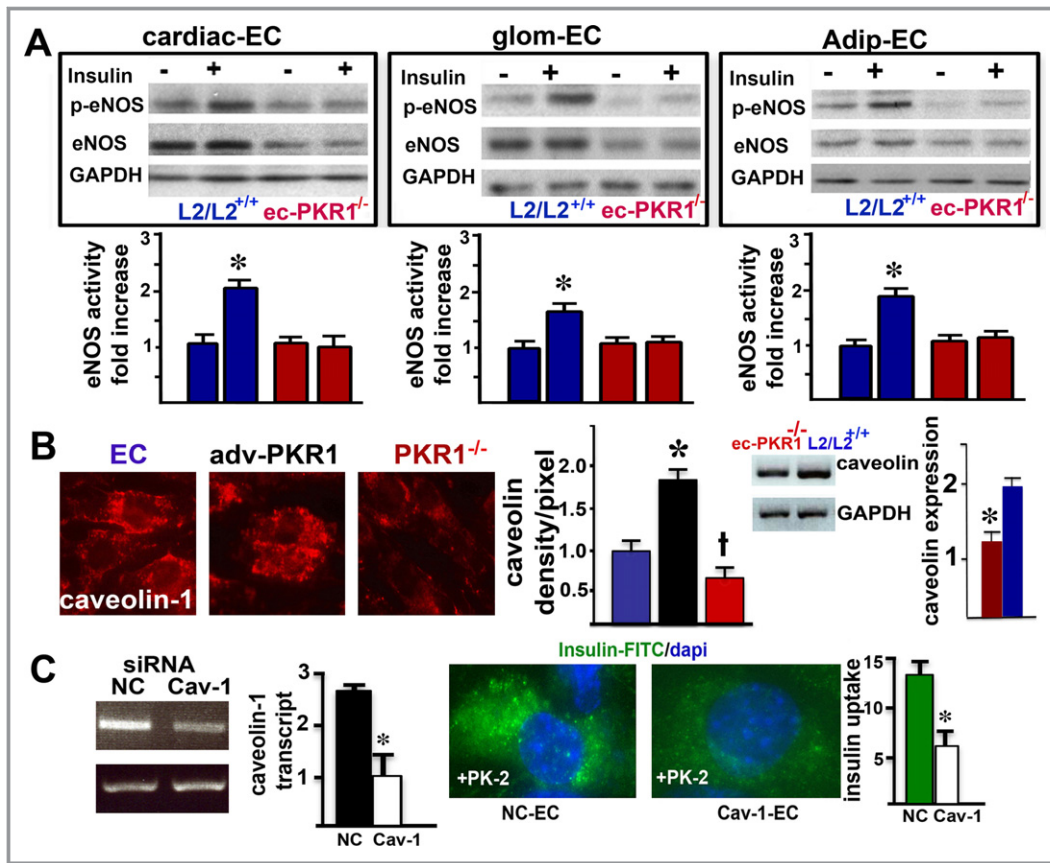 A
cardiac-EC
glom-EC
Adip-EC
Insulin - + - +
p-eNOS
eNOS
GAPDH
L2/L2+/+ ec-PKR1-/-
Insulin - + - +
p-eNOS
eNOS
GAPDH
L2/L2+/+ ec-PKR1-/-
Insulin - + - +
p-eNOS
eNOS
GAPDH
L2/L2+/+ ec-PKR1-/-
eNOS activity
fold increase
3
2
1
*
eNOS activity
fold increase
3
2
1
*
eNOS activity
fold increase
3
2
1
*
B
EC
adv-PKR1
PKR1-/-
caveolin-1
caveolin
density/pixel
2.0
1.0
0.5
*
†
ec-PKR1-/- L2/L2+/+
caveolin
GAPDH
caveolin expression
2
1
*
C
siRNA
NC Cav-1
caveolin-1
transcript
3
2
1
*
NC Cav-1
Insulin-FITC/dapi
+PK-2
+PK-2
NC-EC
Cav-1-EC
insulin uptake
15
10
5
*
NC Cav-1